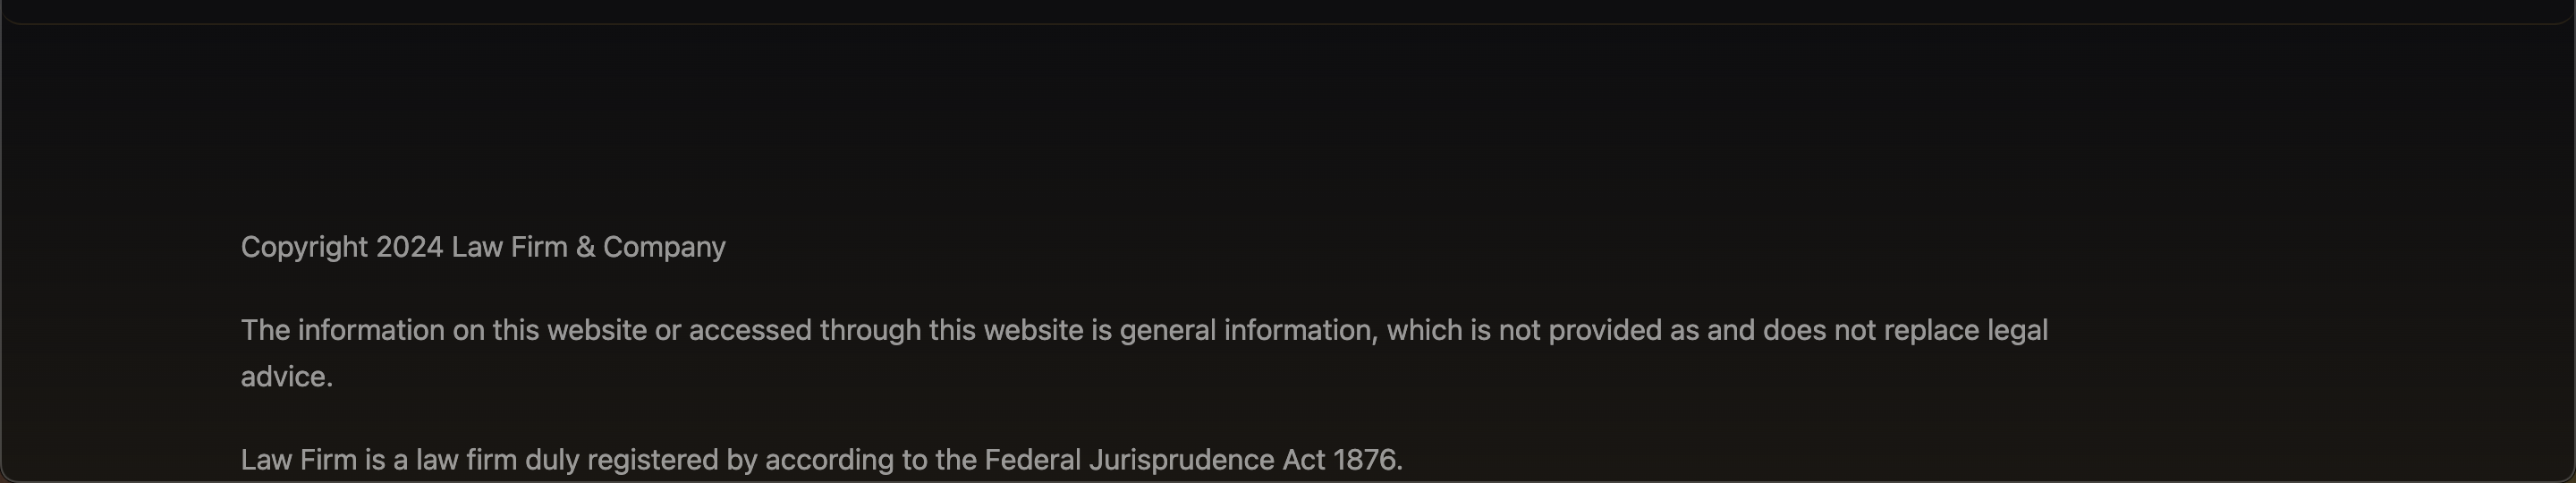 Copyright 2024 Law Firm & Company
The information on this website or accessed through this website is general information, which is not provided as and does not replace legal
advice.
Law Firm is a law firm duly registered by according to the Federal Jurisprudence Act 1876.